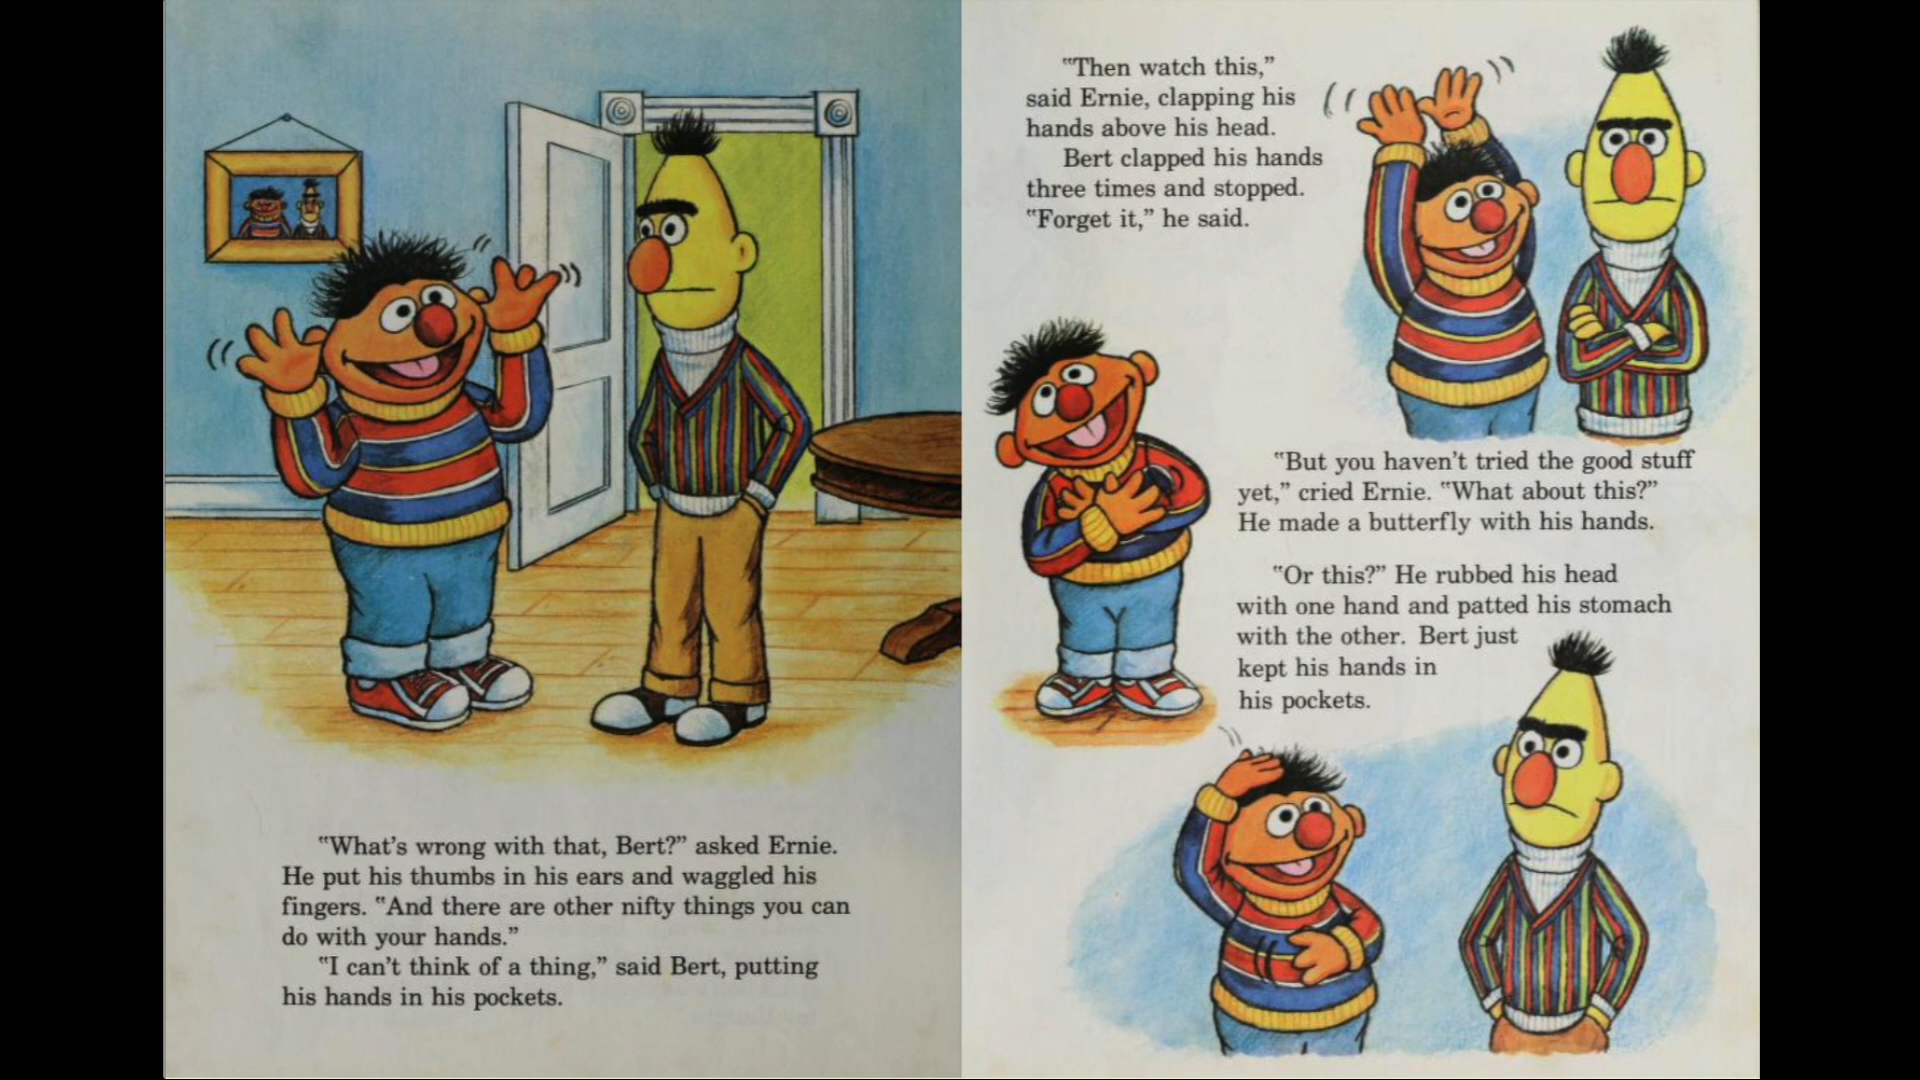 "What's wrong with that, Bert?" asked Ernie.
He put his thumbs in his ears and waggled his
fingers. "And there are other nifty things you can
do with your hands."
"I can't think of a thing," said Bert, putting
his hands in his pockets.
"Then watch this,"
said Ernie, clapping his
hands above his head.
Bert clapped his hands
three times and stopped.
"Forget it," he said.
"But you haven't tried the good stuff
yet," cried Ernie. "What about this?"
He made a butterfly with his hands.
"Or this?" He rubbed his head
with one hand and patted his stomach
with the other. Bert just
kept his hands in
his pockets.